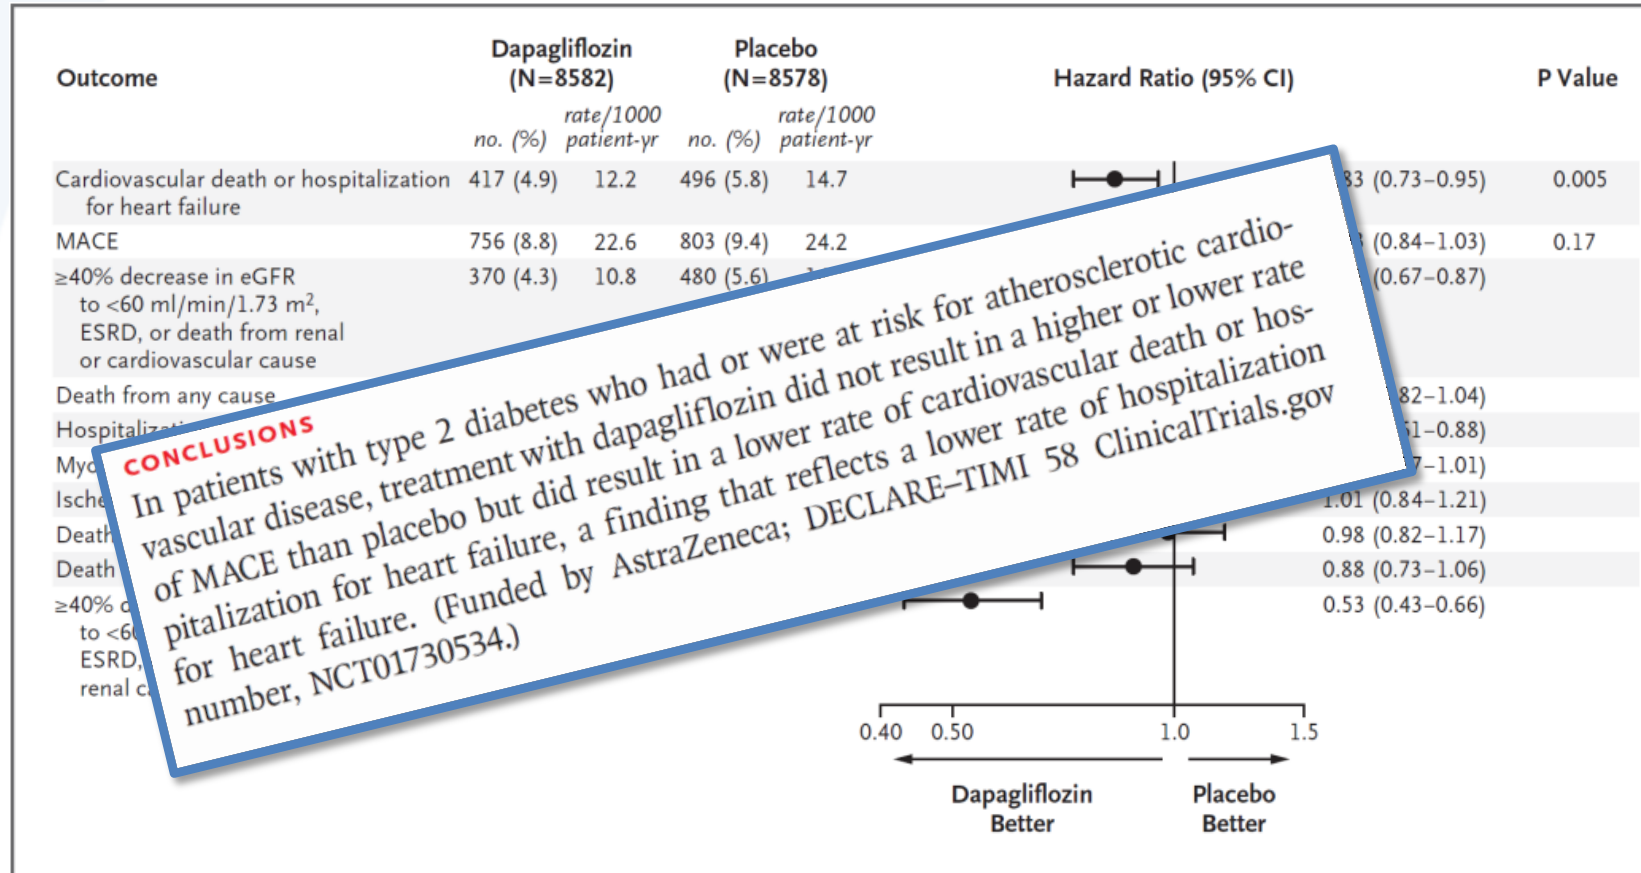 Dapagliflozin Placebo
Outcome (N=8582) (N=8578) Hazard Ratio (95% CI) P Value
rate/1000 rate/1000
no. (%) patient-yr no. (%) patient-yr
Cardiovascular death or hospitalization 417 (4.9) 12.2 496 (5.8) 14.7 (0.73–0.95) 0.005
for heart failure
MACE 756 (8.8) 22.6 803 (9.4) 24.2 (0.84–1.03) 0.17
≥40% decrease in eGFR 370 (4.3) 10.8 480 (5.6) (0.67–0.87)
to <60 ml/min/1.73 m²,
ESRD, or death from renal
or cardiovascular cause
Death from any cause
CONCLUSIONS
In patients with type 2 diabetes who had or were at risk for atherosclerotic cardio-
vascular disease, treatment with dapagliflozin did not result in a higher or lower rate
of MACE than placebo but did result in a lower rate of cardiovascular death or hos-
pitalization for heart failure, a finding that reflects a lower rate of hospitalization
for heart failure. (Funded by AstraZeneca; DECLARE–TIMI 58 ClinicalTrials.gov
number, NCT01730534.)
1.01 (0.84–1.21)
Death 0.98 (0.82–1.17)
Death 0.88 (0.73–1.06)
≥40% 0.53 (0.43–0.66)
to
ESRD,
renal
0.40 0.50 1.0 1.5
Dapagliflozin Placebo
Better Better